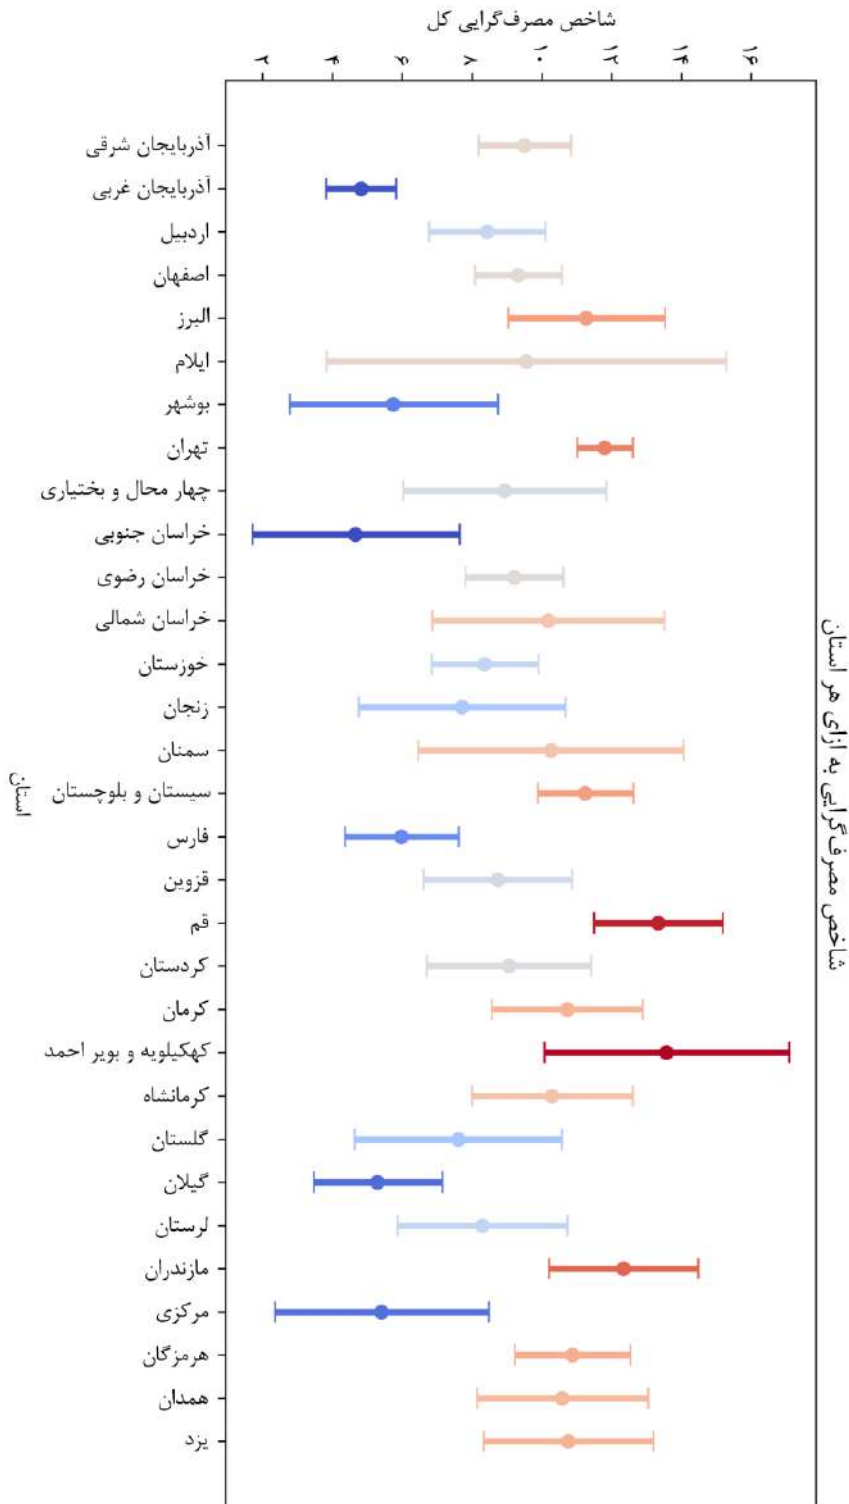 شاخص مصرف‌گرایی کل
۲
۴
۶
۸
۱۰
۱۲
۱۴
۱۶
آذربایجان شرقی
آذربایجان غربی
اردبیل
اصفهان
البرز
ایلام
بوشهر
تهران
چهار محال و بختیاری
خراسان جنوبی
خراسان رضوی
خراسان شمالی
خوزستان
زنجان
سمنان
سیستان و بلوچستان
فارس
قزوین
قم
کردستان
کرمان
کهکیلویه و بویر احمد
کرمانشاه
گلستان
گیلان
لرستان
مازندران
مرکزی
هرمزگان
همدان
یزد
استان
شاخص مصرف‌گرایی به ازای هر استان